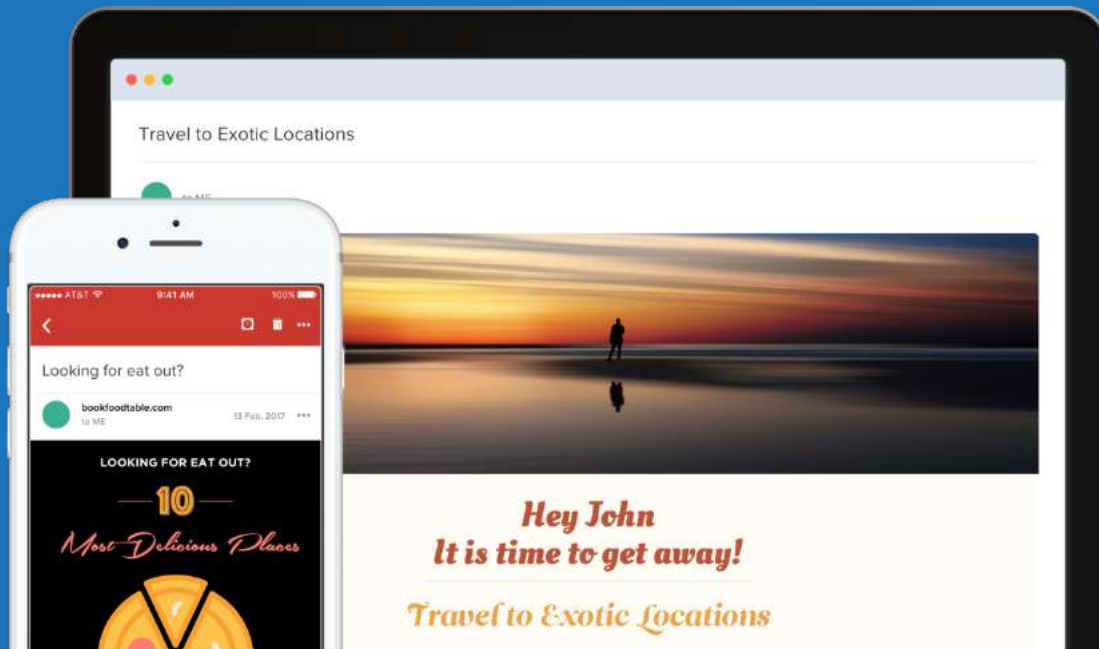 Travel to Exotic Locations
to ME
AT&T 9:41 AM 100%
Looking for eat out?
bookfoodtable.com
to ME
13 Feb, 2017
LOOKING FOR EAT OUT?
10
Most Delicious Places
Hey John
It is time to get away!
Travel to Exotic Locations